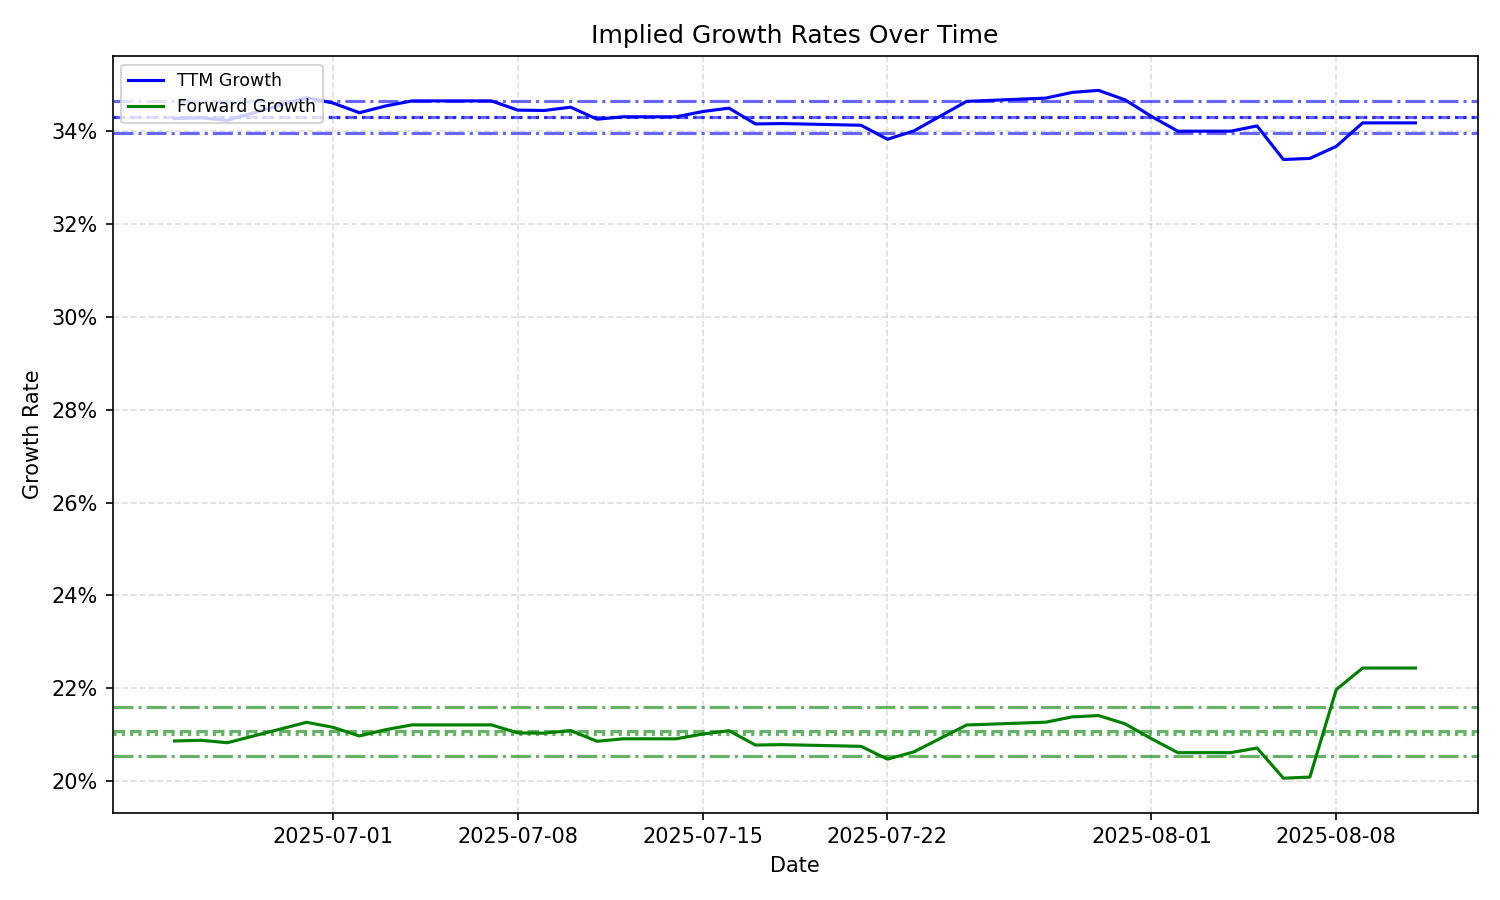 Implied Growth Rates Over Time
TTM Growth
Forward Growth
34%
32%
30%
28%
26%
24%
22%
20%
Growth Rate
2025-07-01
2025-07-08
2025-07-15
2025-07-22
2025-08-01
2025-08-08
Date